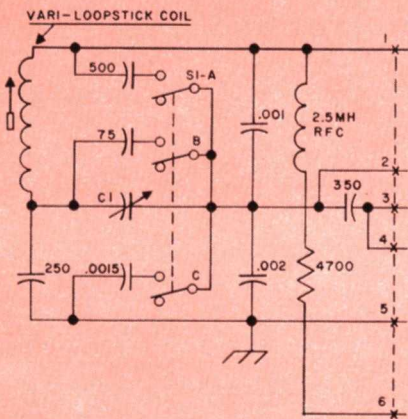 VARI-LOOPSTICK COIL
1
500
S1-A
.001
2.5MH
RFC
75
B
2
C1
350
3
4
250
.0015
C
.002
4700
5
6